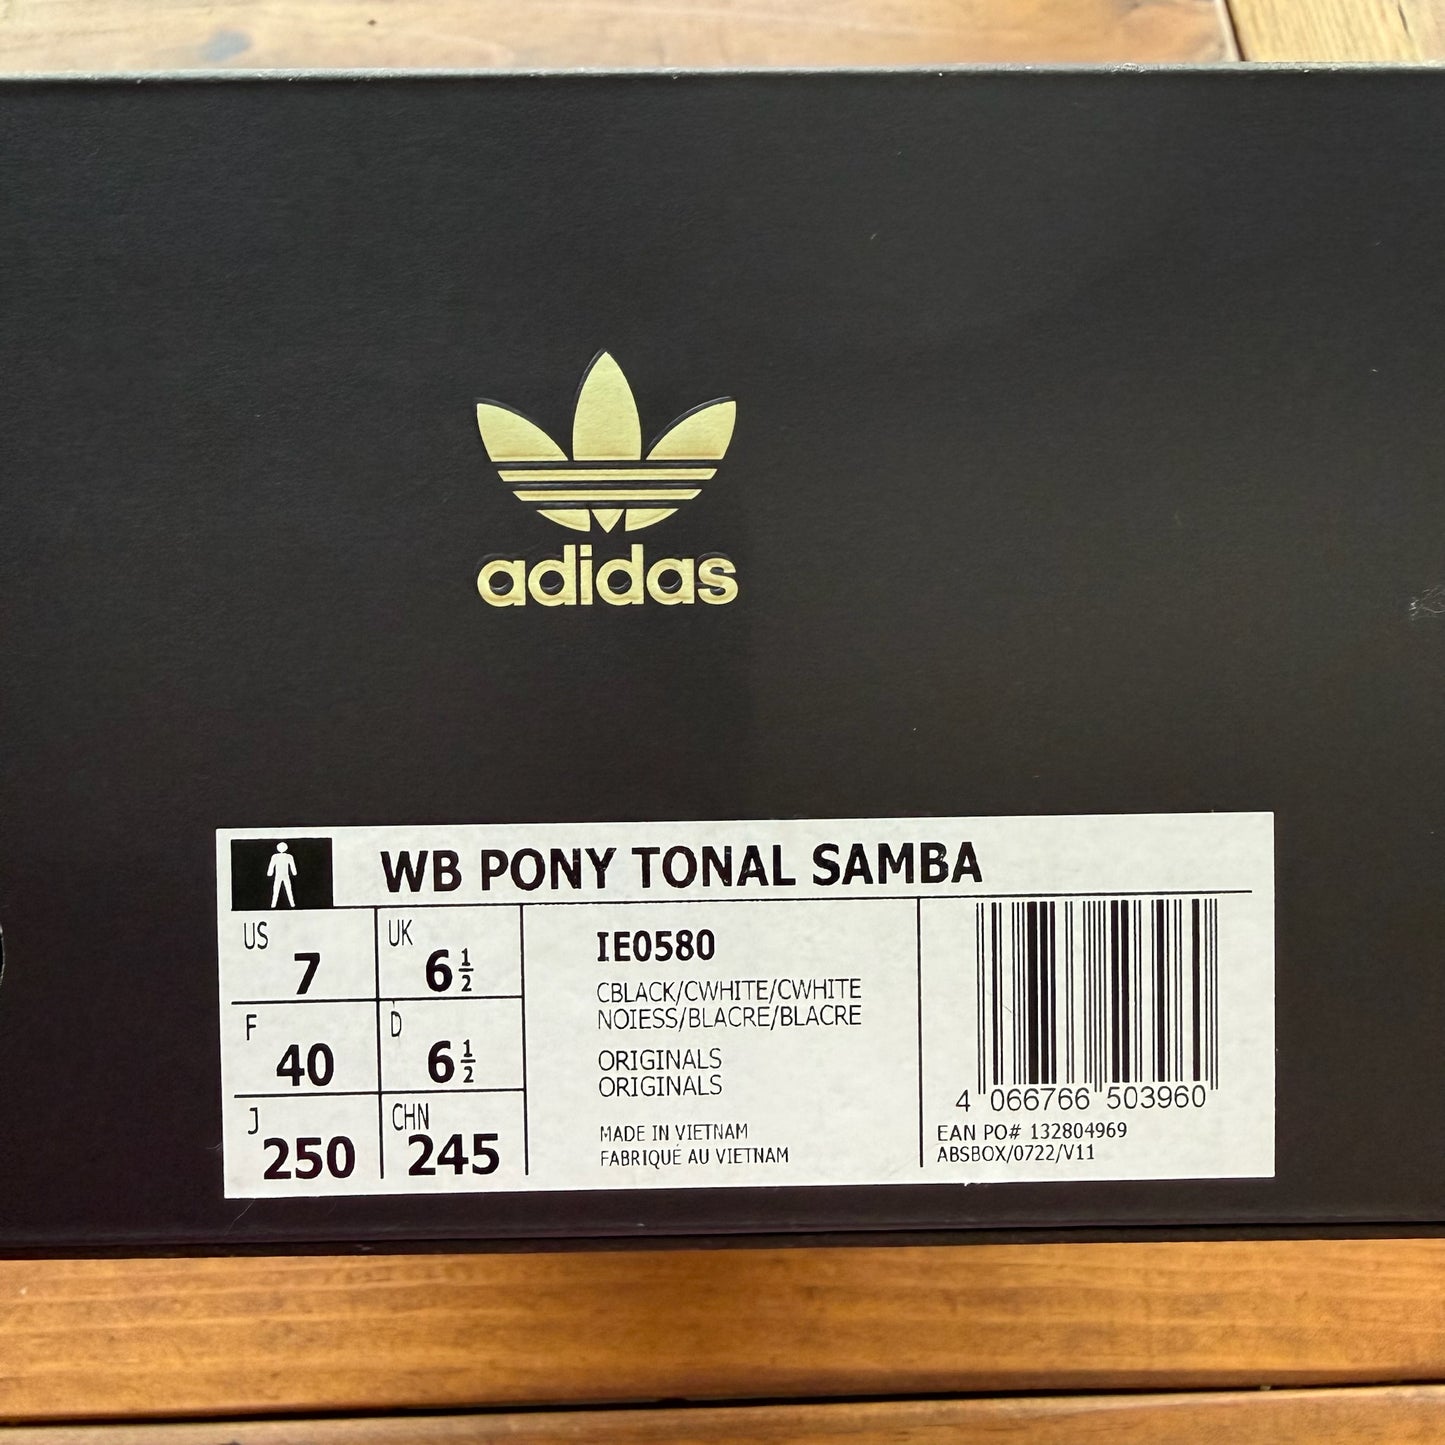 adidas
WB PONY TONAL SAMBA
US
7
UK
6 1/2
F
40
D
6 1/2
J
250
CHN
245
IE0580
CBLACK/CWHITE/CWHITE
NOIESS/BLACRE/BLACRE
ORIGINALS
ORIGINALS
MADE IN VIETNAM
FABRIQUÉ AU VIETNAM
4 066766 503960
EAN PO# 132804969
ABSBOX/0722/V11